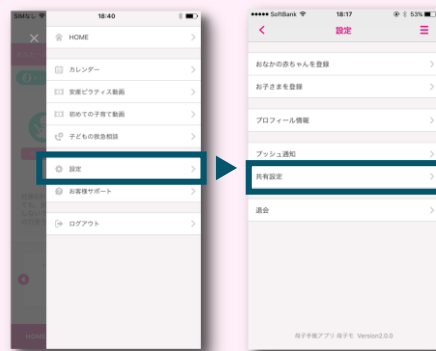 SIMなし 18:40
HOME
カレンダー
安産ピラティス動画
初めての子育て動画
子どもの救急相談
設定
お客様サポート
ログアウト
HOME
SoftBank 18:17 53%
設定
おなかの赤ちゃんを登録
お子さまを登録
プロフィール情報
プッシュ通知
共有設定
退会
母子手帳アプリ 母子モ Version2.0.8